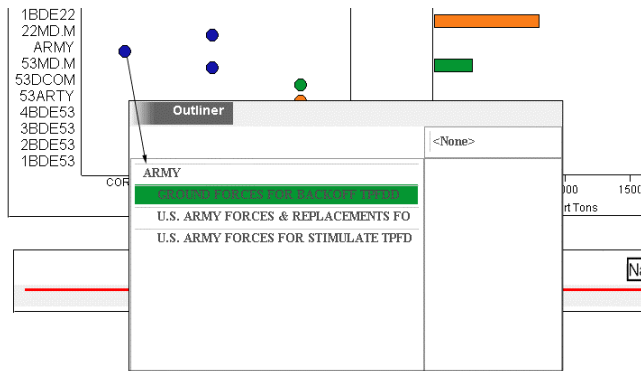 1BDE22
22MD.M
ARMY
53MD.M
53DCOM
53ARTY
4BDE53
3BDE53
2BDE53
1BDE53
COR
Outliner
<None>
ARMY
GROUND FORCES FOR BACKOFF TPFDD
U.S. ARMY FORCES & REPLACEMENTS FO
U.S. ARMY FORCES FOR STIMULATE TPFD
000
1500
rt Tons
Na